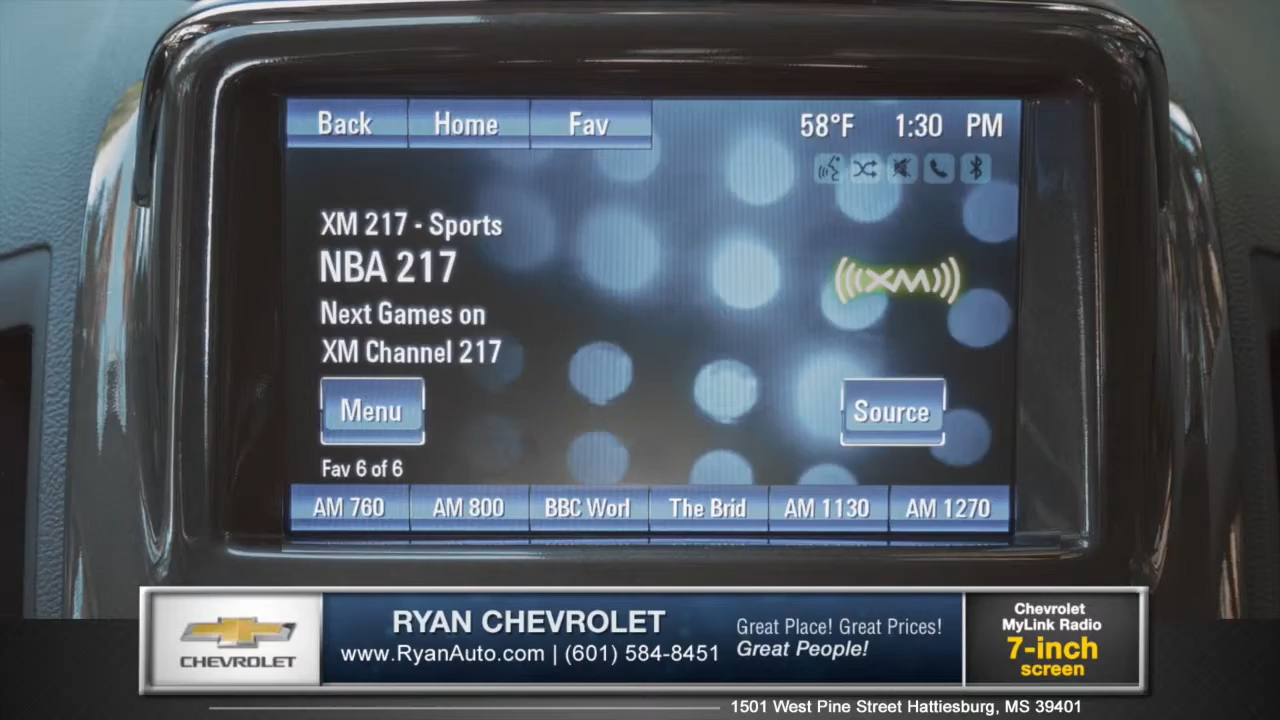 Back Home Fav 58°F 1:30 PM
XM 217 - Sports
NBA 217
Next Games on
XM Channel 217
XM
Menu Source
Fav 6 of 6
AM 760 AM 800 BBC Worl The Brid AM 1130 AM 1270
CHEVROLET
RYAN CHEVROLET
www.RyanAuto.com | (601) 584-8451
Great Place! Great Prices!
Great People!
Chevrolet
MyLink Radio
7-inch
screen
1501 West Pine Street Hattiesburg, MS 39401